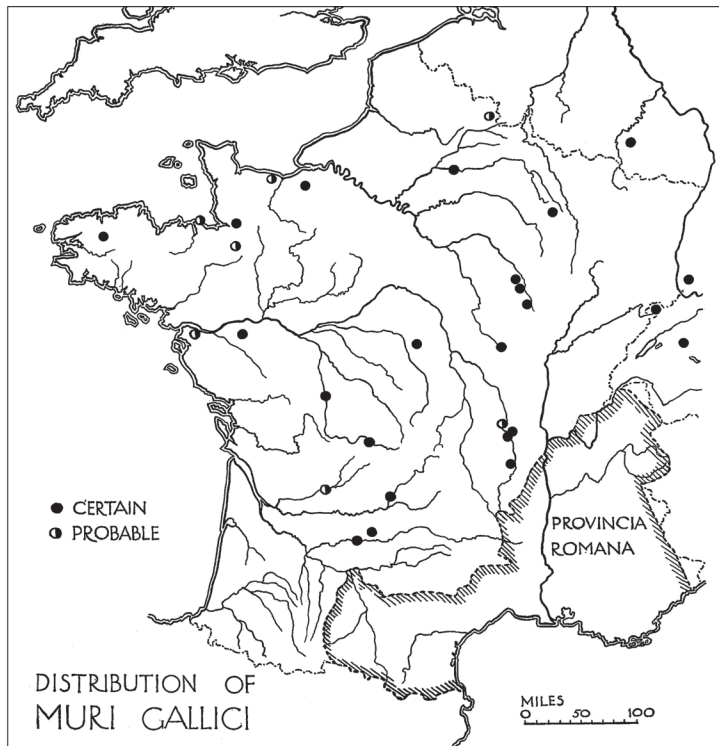 CERTAIN
PROBABLE
PROVINCIA
ROMANA
DISTRIBUTION OF
MURI GALLICI
MILES
0 50 100